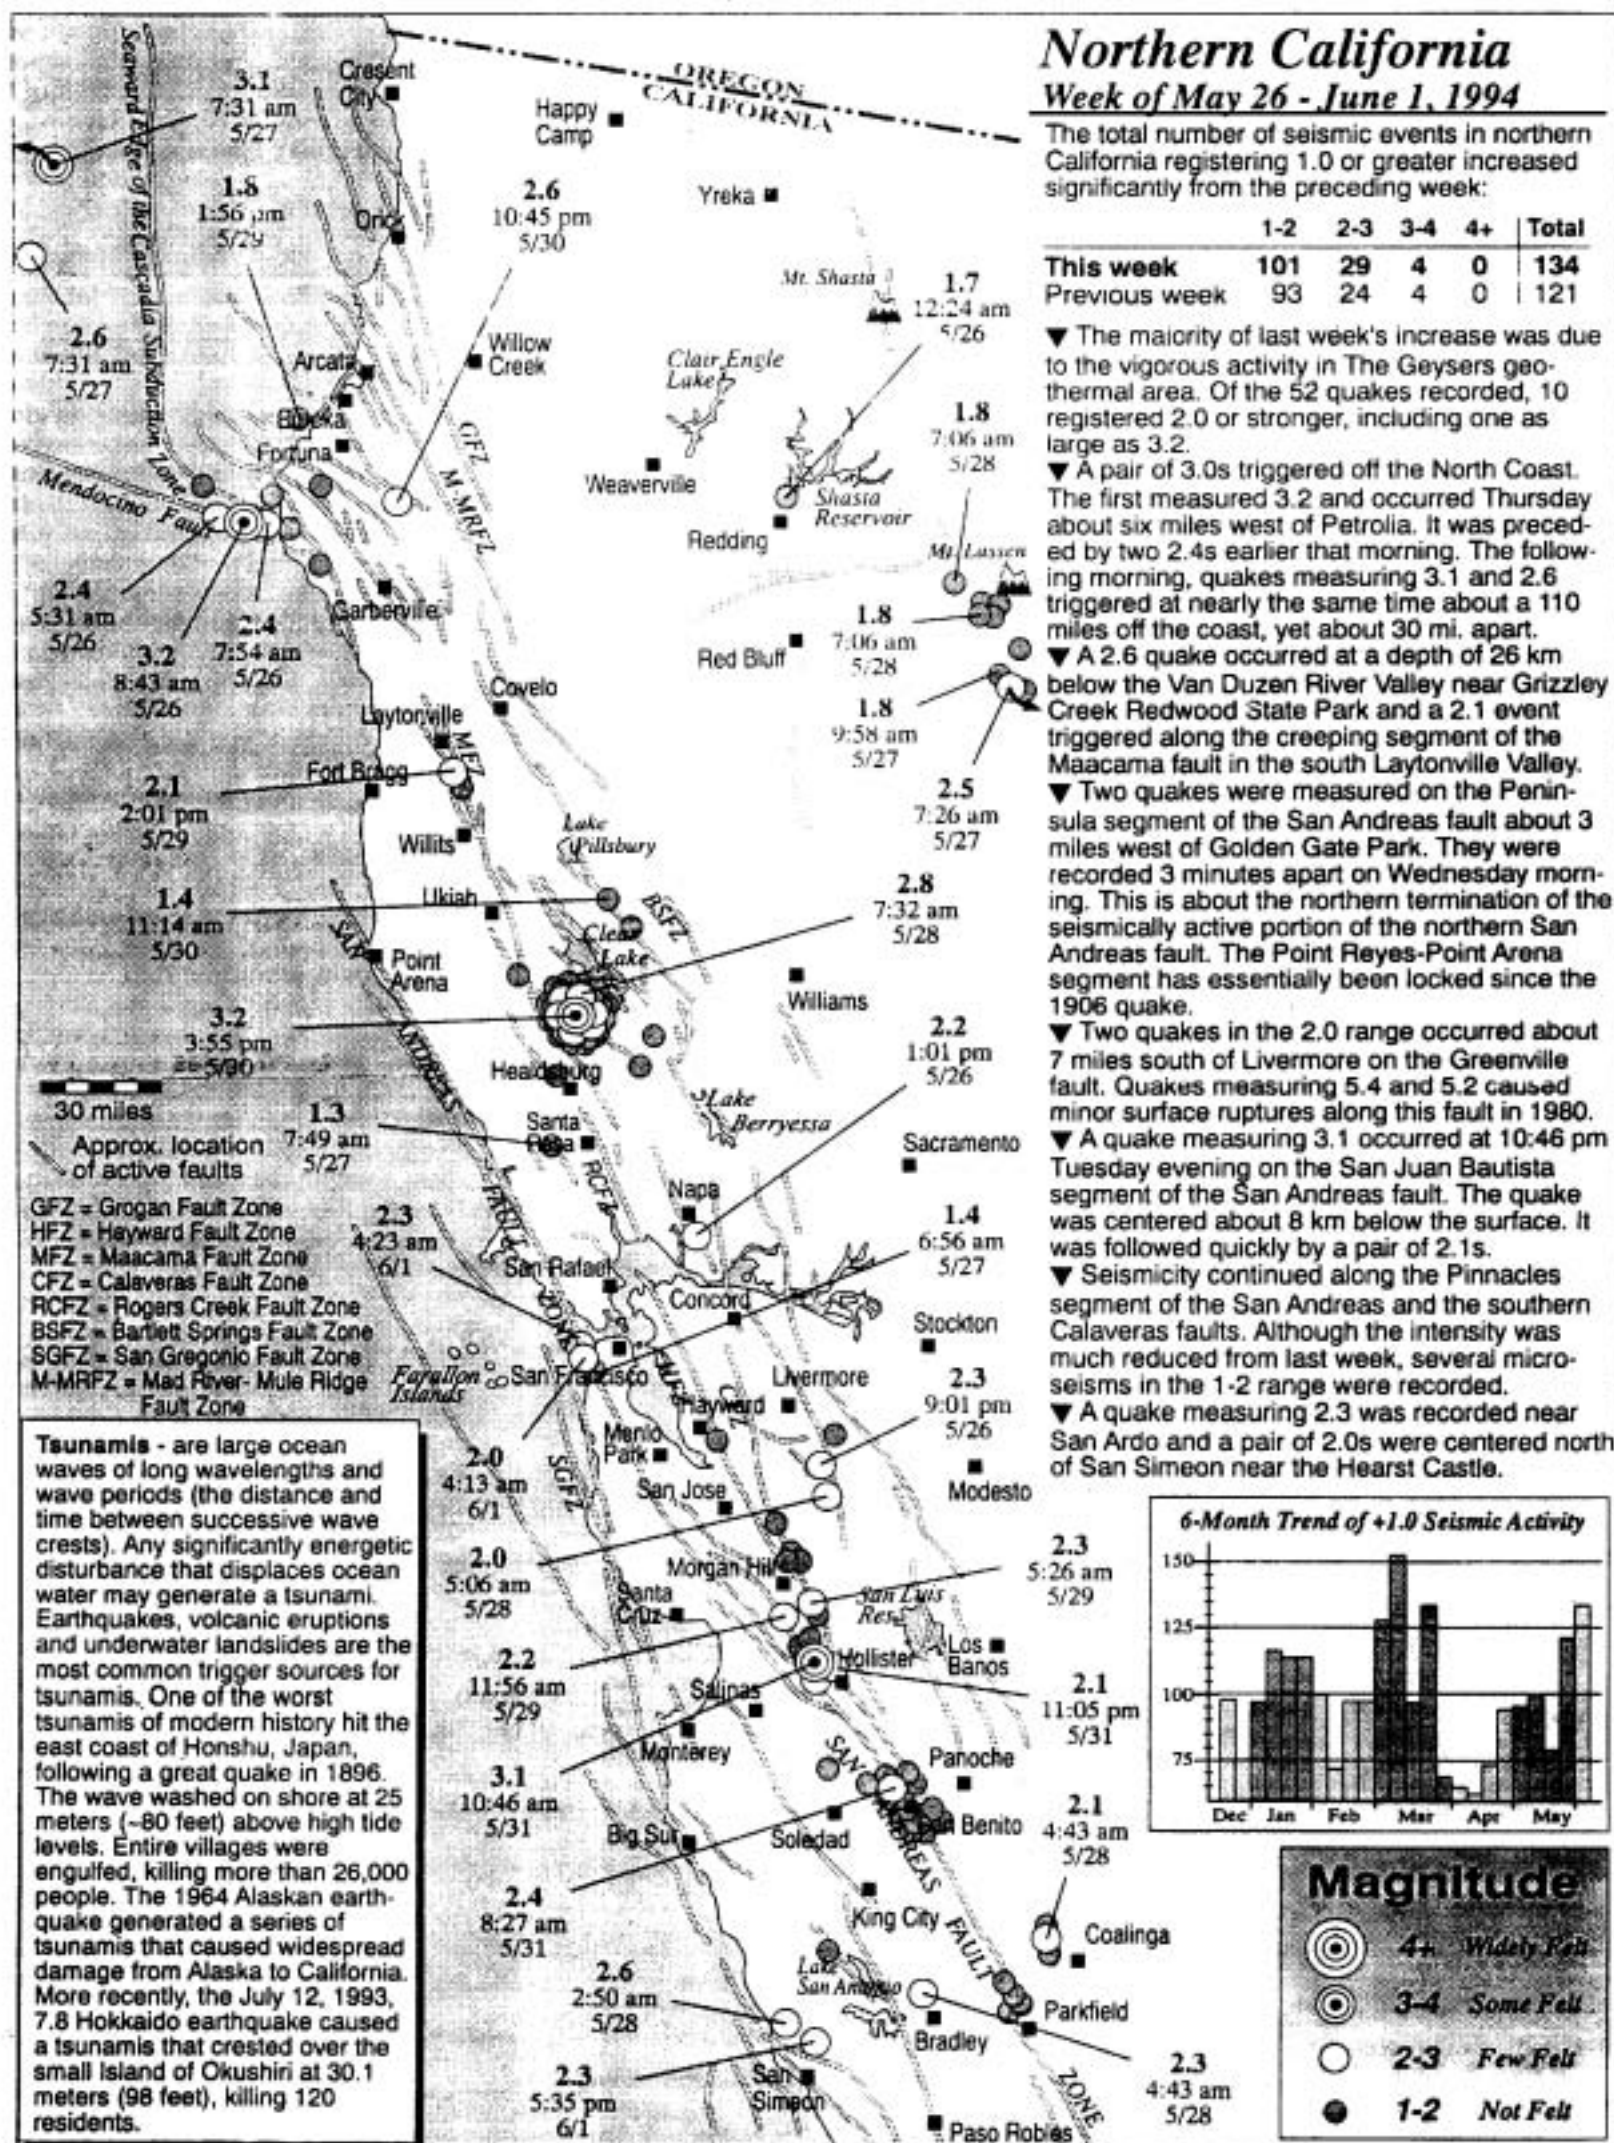 Northern California
Week of May 26 - June 1, 1994
The total number of seismic events in northern
California registering 1.0 or greater increased
significantly from the preceding week:
1-2 2-3 3-4 4+ Total
This week 101 29 4 0 134
Previous week 93 24 4 0 121
▼ The majority of last week's increase was due
to the vigorous activity in The Geysers geo-
thermal area. Of the 52 quakes recorded, 10
registered 2.0 or stronger, including one as
large as 3.2.
▼ A pair of 3.0s triggered off the North Coast.
The first measured 3.2 and occurred Thursday
about six miles west of Petrolia. It was preced-
ed by two 2.4s earlier that morning. The follow-
ing morning, quakes measuring 3.1 and 2.6
triggered at nearly the same time about a 110
miles off the coast, yet about 30 mi. apart.
▼ A 2.6 quake occurred at a depth of 26 km
below the Van Duzen River Valley near Grizzley
Creek Redwood State Park and a 2.1 event
triggered along the creeping segment of the
Maacama fault in the south Laytonville Valley.
▼ Two quakes were measured on the Penin-
sula segment of the San Andreas fault about 3
miles west of Golden Gate Park. They were
recorded 3 minutes apart on Wednesday morn-
ing. This is about the northern termination of the
seismically active portion of the northern San
Andreas fault. The Point Reyes-Point Arena
segment has essentially been locked since the
1906 quake.
▼ Two quakes in the 2.0 range occurred about
7 miles south of Livermore on the Greenville
fault. Quakes measuring 5.4 and 5.2 caused
minor surface ruptures along this fault in 1980.
▼ A quake measuring 3.1 occurred at 10:46 pm
Tuesday evening on the San Juan Bautista
segment of the San Andreas fault. The quake
was centered about 8 km below the surface. It
was followed quickly by a pair of 2.1s.
▼ Seismicity continued along the Pinnacles
segment of the San Andreas and the southern
Calaveras faults. Although the intensity was
much reduced from last week, several micro-
seisms in the 1-2 range were recorded.
▼ A quake measuring 2.3 was recorded near
San Ardo and a pair of 2.0s were centered north
of San Simeon near the Hearst Castle.
OREGON
CALIFORNIA
Seaward Edge of the Cascadia Subduction Zone
3.1
7:31 am
5/27
Cresent
City
Happy
Camp
Yreka
1.8
1:56 pm
5/29
2.6
10:45 pm
5/30
Orick
Mt. Shasta
1.7
12:24 am
5/26
2.6
7:31 am
5/27
Arcata
Willow
Creek
Clair Engle
Lake
Eureka
Fortuna
GFZ
M-MRFZ
Weaverville
Shasta
Reservoir
Redding
1.8
7:06 am
5/28
Mendocino Fault
Mt. Lassen
2.4
5:31 am
5/26
3.2
8:43 am
5/26
2.4
7:54 am
5/26
Garberville
Red Bluff
1.8
7:06 am
5/28
1.8
9:58 am
5/27
2.5
7:26 am
5/27
Covelo
Laytonville
MFZ
Fort Bragg
2.1
2:01 pm
5/29
Willits
Lake
Pillsbury
Ukiah
1.4
11:14 am
5/30
BSFZ
2.8
7:32 am
5/28
Clear
Lake
Point
Arena
Williams
3.2
3:55 pm
5/30
SAN ANDREAS FAULT ZONE
Healdsburg
2.2
1:01 pm
5/26
30 miles
Approx. location
of active faults
1.3
7:49 am
5/27
Santa
Rosa
RCFZ
Lake
Berryessa
Sacramento
Napa
GFZ = Grogan Fault Zone
HFZ = Hayward Fault Zone
MFZ = Maacama Fault Zone
CFZ = Calaveras Fault Zone
RCFZ = Rogers Creek Fault Zone
BSFZ = Bartlett Springs Fault Zone
SGFZ = San Gregonio Fault Zone
M-MRFZ = Mad River- Mule Ridge
Fault Zone
2.3
4:23 am
6/1
1.4
6:56 am
5/27
San Rafael
Concord
Stockton
Farallon
Islands
San Francisco
HFZ
CFZ
Livermore
Hayward
2.3
9:01 pm
5/26
Menlo
Park
SGFZ
2.0
4:13 am
6/1
San Jose
Modesto
2.0
5:06 am
5/28
Morgan Hill
2.3
5:26 am
5/29
Santa
Cruz
San Luis
Res.
Los
Banos
2.2
11:56 am
5/29
Hollister
Salinas
2.1
11:05 pm
5/31
Monterey
3.1
10:46 am
5/31
SAN ANDREAS FAULT ZONE
Panoche
Big Sur
Soledad
San Benito
2.1
4:43 am
5/28
2.4
8:27 am
5/31
King City
Coalinga
2.6
2:50 am
5/28
Lake
San Antonio
Bradley
Parkfield
2.3
5:35 pm
6/1
San
Simeon
2.3
4:43 am
5/28
Paso Robles
Tsunamis - are large ocean
waves of long wavelengths and
wave periods (the distance and
time between successive wave
crests). Any significantly energetic
disturbance that displaces ocean
water may generate a tsunami.
Earthquakes, volcanic eruptions
and underwater landslides are the
most common trigger sources for
tsunamis. One of the worst
tsunamis of modern history hit the
east coast of Honshu, Japan,
following a great quake in 1896.
The wave washed on shore at 25
meters (~80 feet) above high tide
levels. Entire villages were
engulfed, killing more than 26,000
people. The 1964 Alaskan earth-
quake generated a series of
tsunamis that caused widespread
damage from Alaska to California.
More recently, the July 12, 1993,
7.8 Hokkaido earthquake caused
a tsunamis that crested over the
small Island of Okushiri at 30.1
meters (98 feet), killing 120
residents.
6-Month Trend of +1.0 Seismic Activity
150
125
100
75
Dec Jan Feb Mar Apr May
Magnitude
4+ Widely Felt
3-4 Some Felt
2-3 Few Felt
1-2 Not Felt